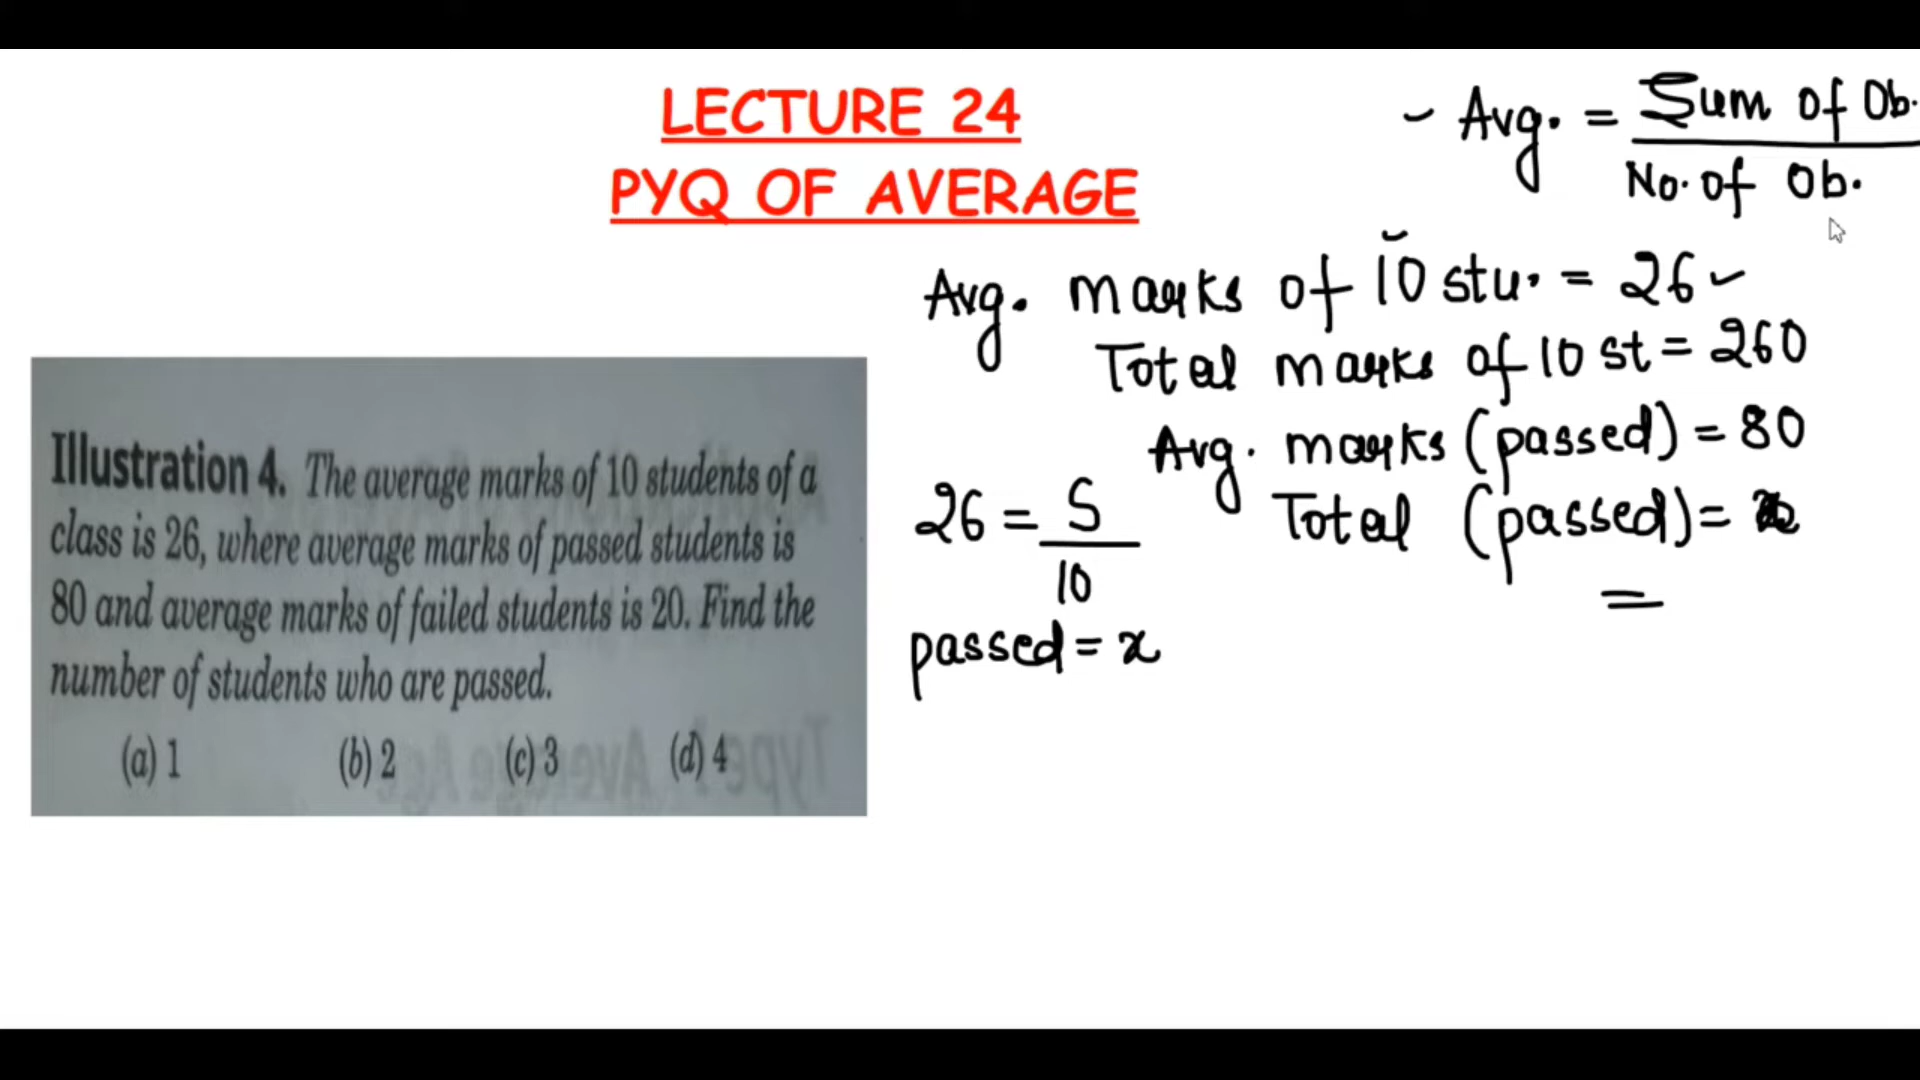 LECTURE 24
PYQ OF AVERAGE
- Avg. = Sum of Ob.
No. of Ob.
Avg. marks of 10 stu. = 26
Total marks of 10 st = 260
Avg. marks (passed) = 80
Total (passed) =
26 = S
10
passed = x
Illustration 4. The average marks of 10 students of a
class is 26, where average marks of passed students is
80 and average marks of failed students is 20. Find the
number of students who are passed.
(a) 1 (b) 2 (c) 3 (d) 4